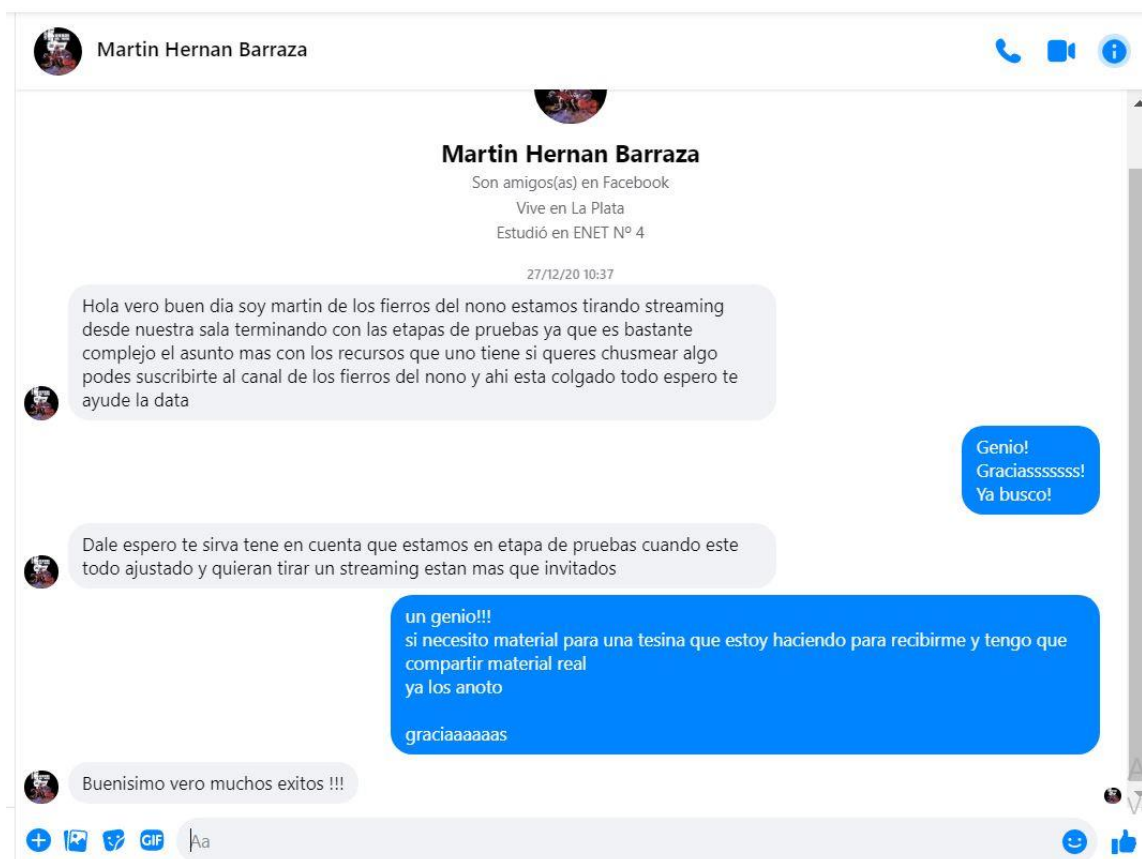 Martin Hernan Barraza
Martin Hernan Barraza
Son amigos(as) en Facebook
Vive en La Plata
Estudió en ENET Nº 4
27/12/20 10:37
Hola vero buen dia soy martin de los fierros del nono estamos tirando streaming
desde nuestra sala terminando con las etapas de pruebas ya que es bastante
complejo el asunto mas con los recursos que uno tiene si queres chusmear algo
podes suscribirte al canal de los fierros del nono y ahi esta colgado todo espero te
ayude la data
Genio!
Graciasssssss!
Ya busco!
Dale espero te sirva tene en cuenta que estamos en etapa de pruebas cuando este
todo ajustado y quieran tirar un streaming estan mas que invitados
un genio!!!
si necesito material para una tesina que estoy haciendo para recibirme y tengo que
compartir material real
ya los anoto
graciaaaaaas
Buenisimo vero muchos exitos !!!
GIF
Aa